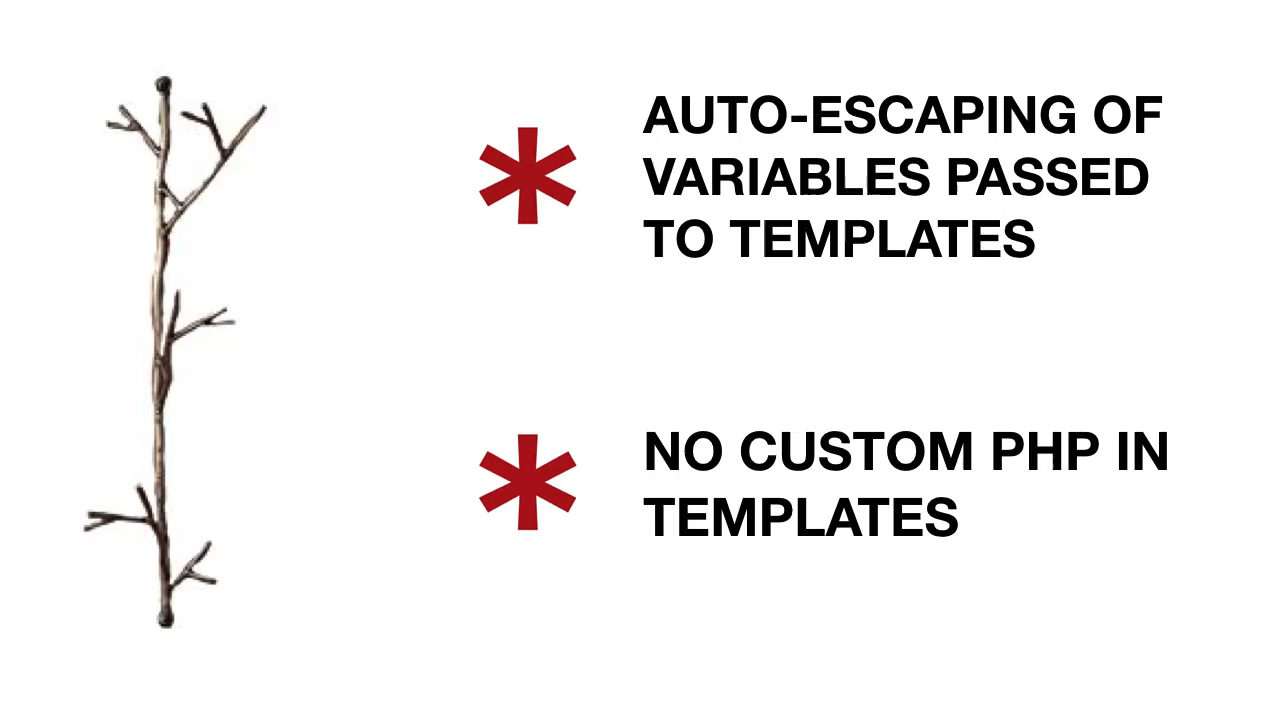 * AUTO-ESCAPING OF
VARIABLES PASSED
TO TEMPLATES
* NO CUSTOM PHP IN
TEMPLATES